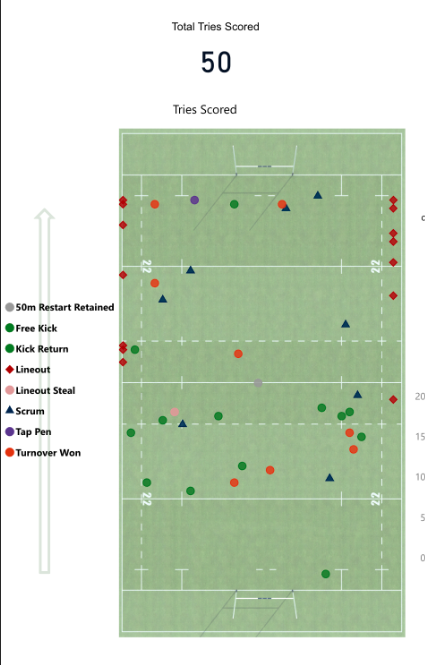 Total Tries Scored
50
Tries Scored
22
22
50m Restart Retained
Free Kick
Kick Return
Lineout
Lineout Steal
Scrum
Tap Pen
Turnover Won
22
22
20
15
10
5
0